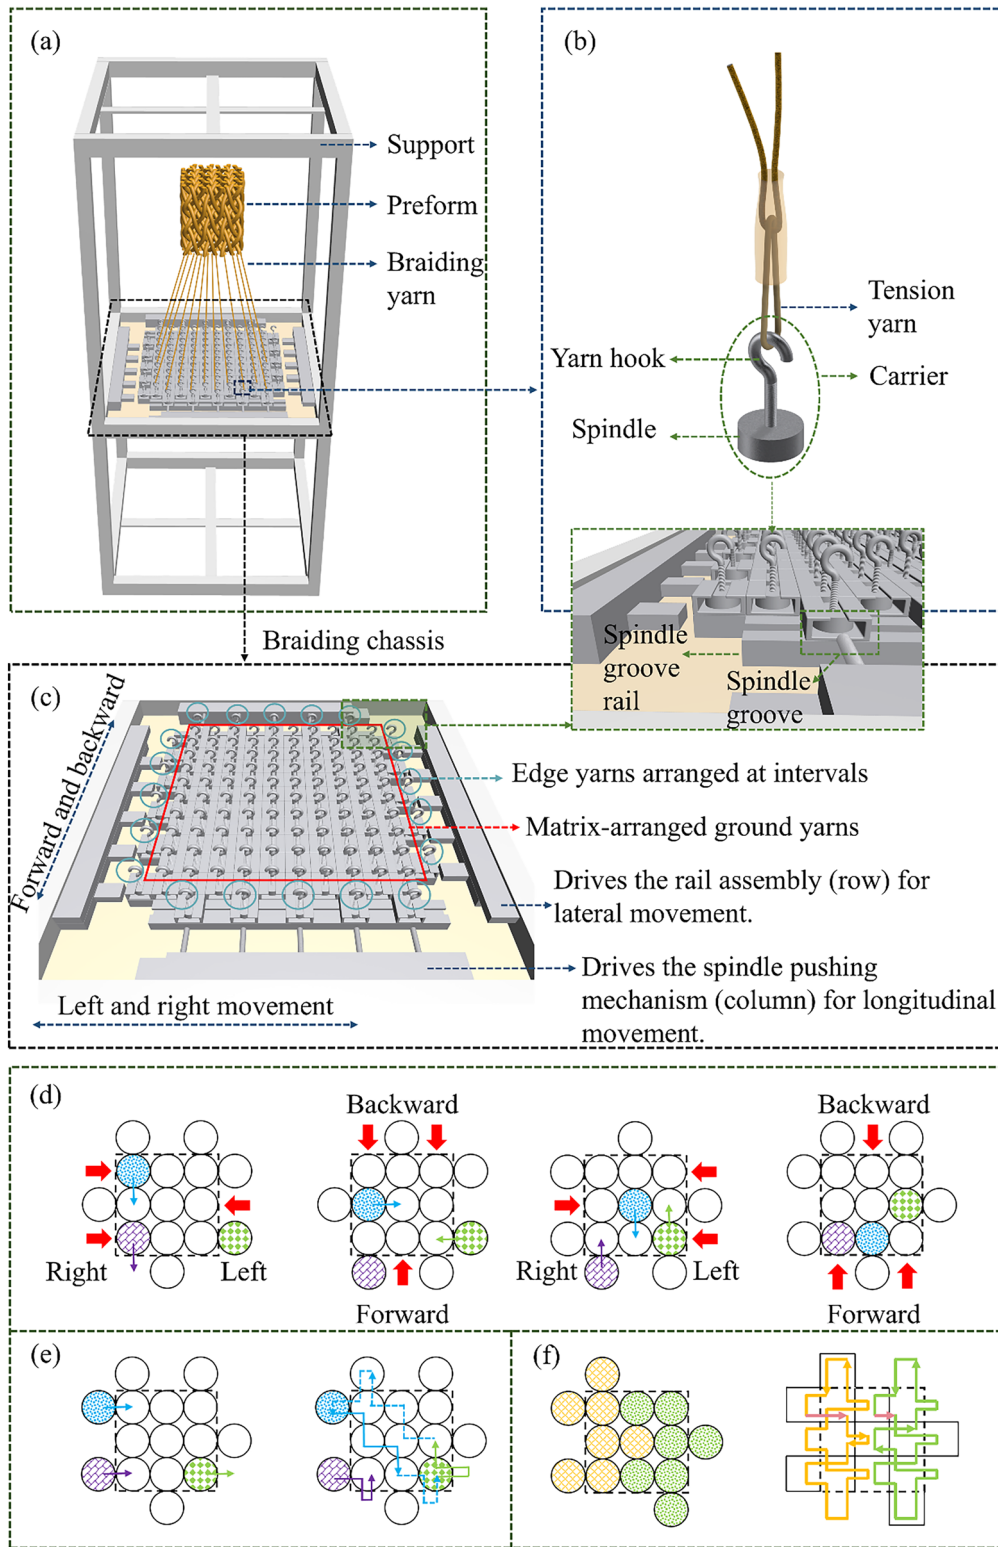 (a)
Support
Preform
Braiding
yarn
(b)
Tension
yarn
Yarn hook
Carrier
Spindle
Spindle
groove
rail
Spindle
groove
Braiding chassis
(c)
Forward and backward
Edge yarns arranged at intervals
Matrix-arranged ground yarns
Drives the rail assembly (row) for
lateral movement.
Drives the spindle pushing
mechanism (column) for longitudinal
movement.
Left and right movement
(d)
Backward
Backward
Right
Left
Right
Left
Forward
Forward
(e)
(f)